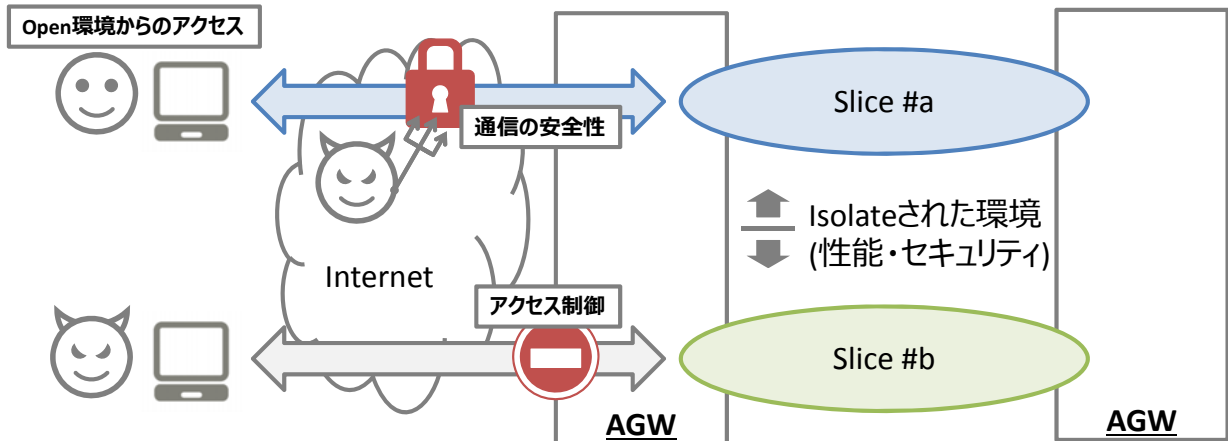 Open環境からのアクセス
Slice #a
通信の安全性
Isolateされた環境
(性能・セキュリティ)
Internet
アクセス制御
Slice #b
AGW
AGW